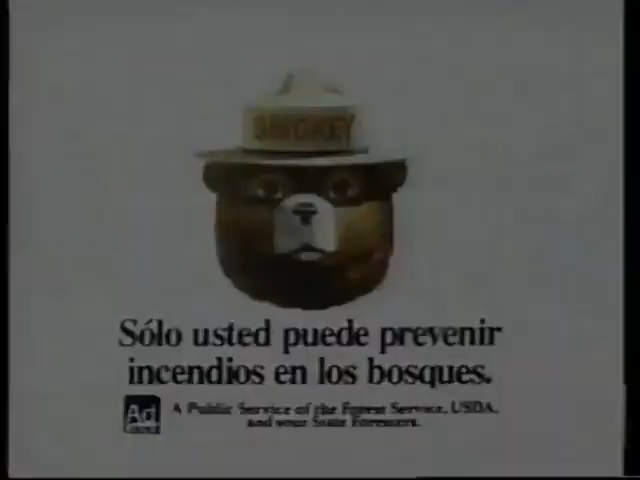 SMOKEY
Sólo usted puede prevenir
incendios en los bosques.
Ad
A Public Service of the Forest Service, USDA,
and your State Foresters.